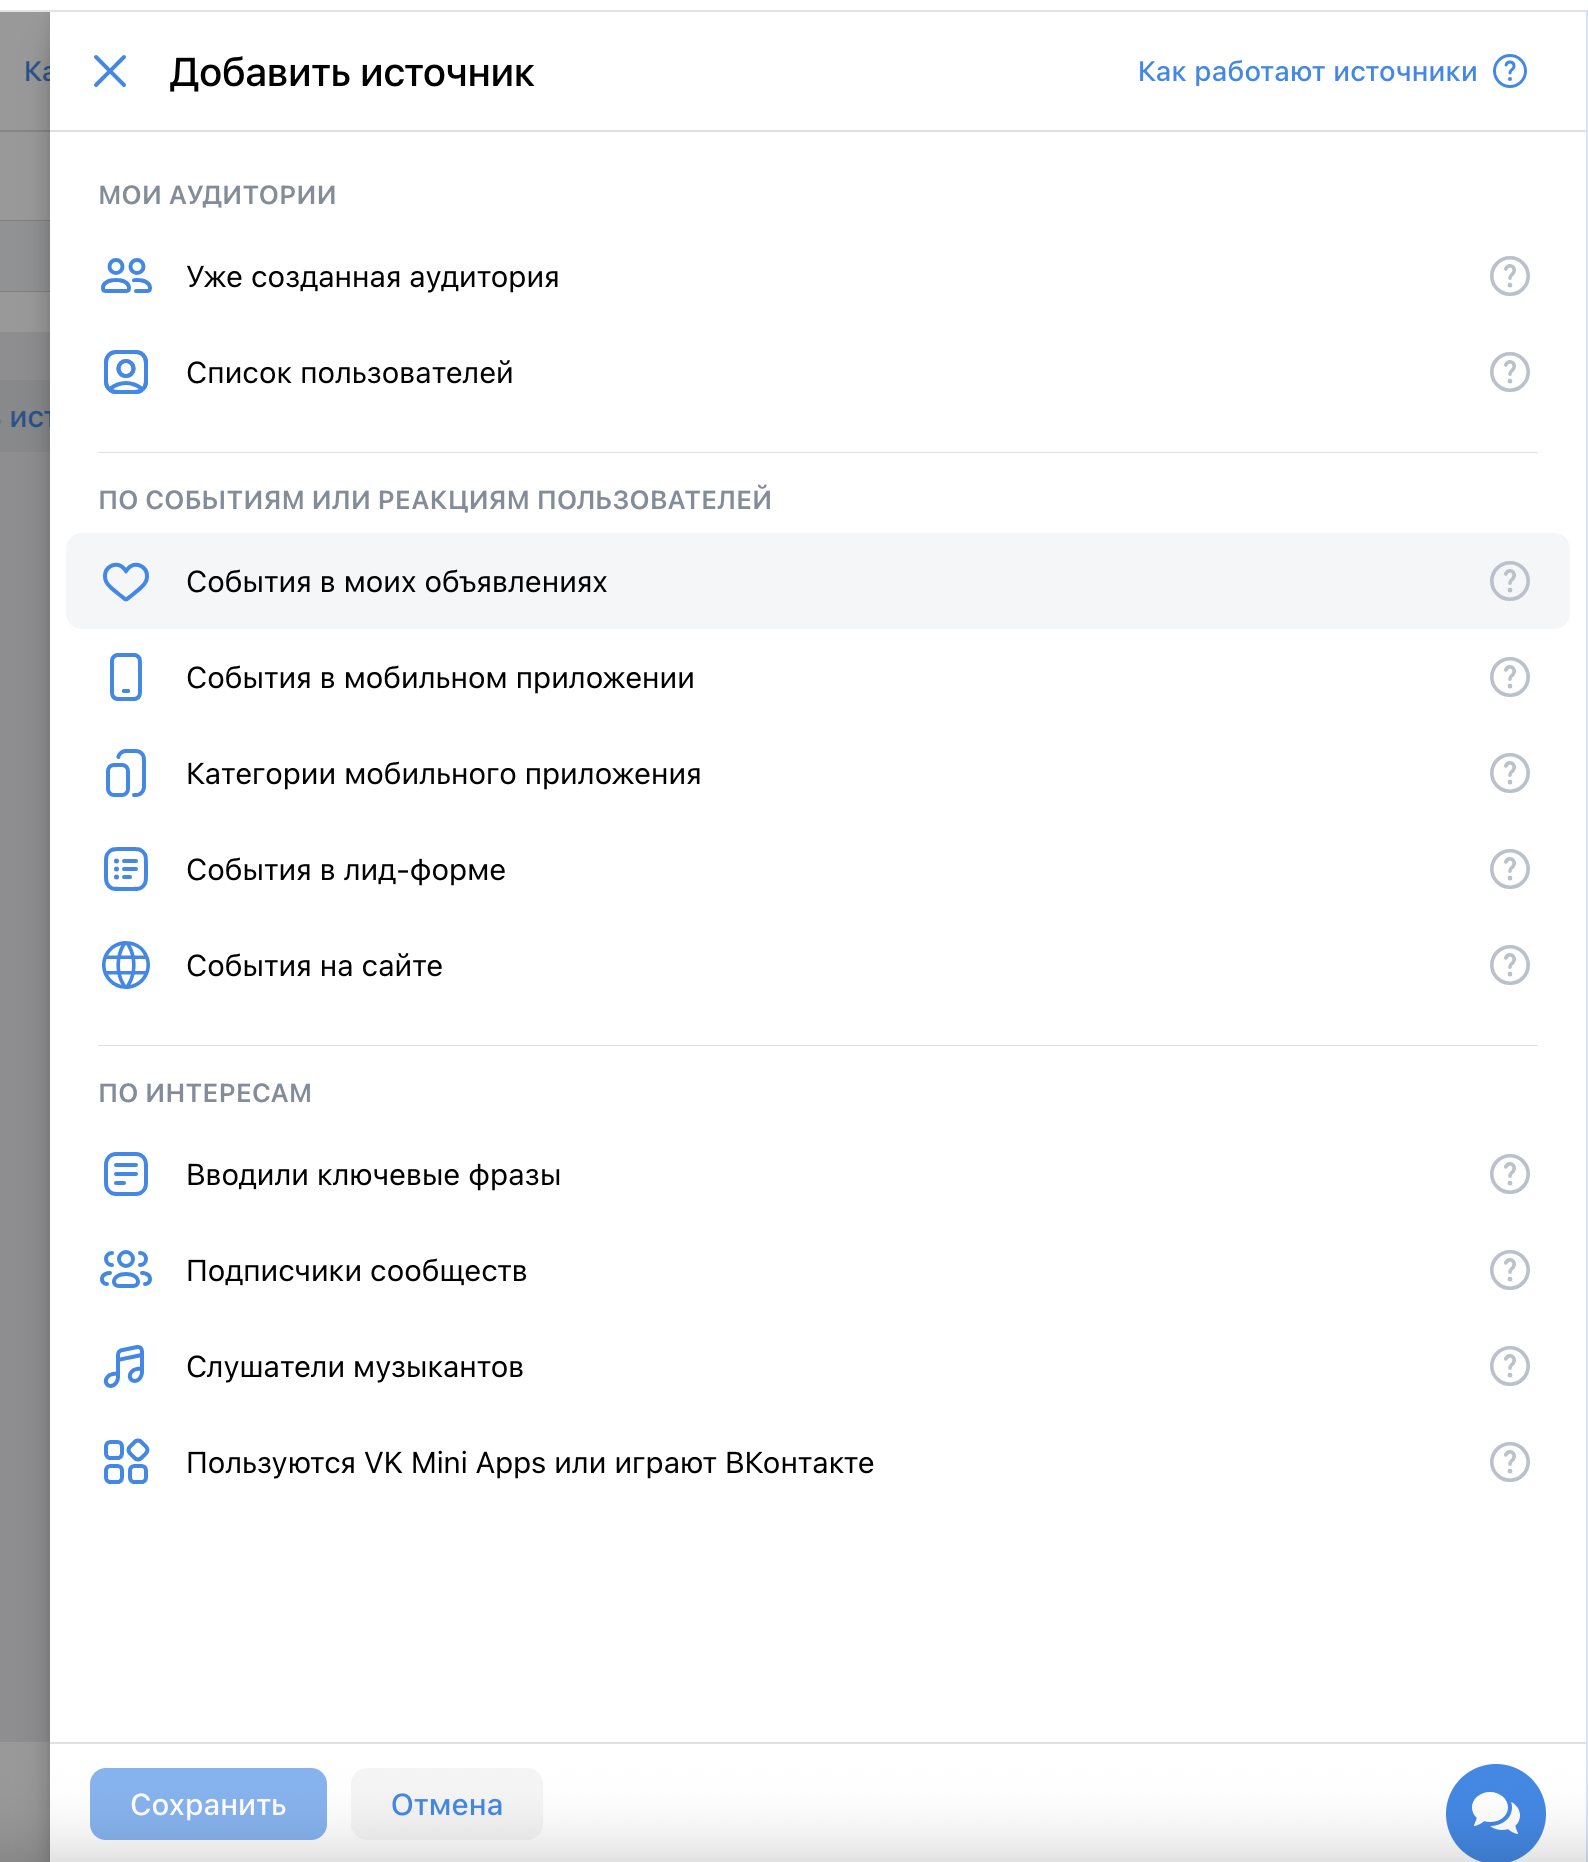 Добавить источник
Как работают источники
МОИ АУДИТОРИИ
Уже созданная аудитория
Список пользователей
ПО СОБЫТИЯМ ИЛИ РЕАКЦИЯМ ПОЛЬЗОВАТЕЛЕЙ
События в моих объявлениях
События в мобильном приложении
Категории мобильного приложения
События в лид-форме
События на сайте
ПО ИНТЕРЕСАМ
Вводили ключевые фразы
Подписчики сообществ
Слушатели музыкантов
Пользуются VK Mini Apps или играют ВКонтакте
Сохранить
Отмена